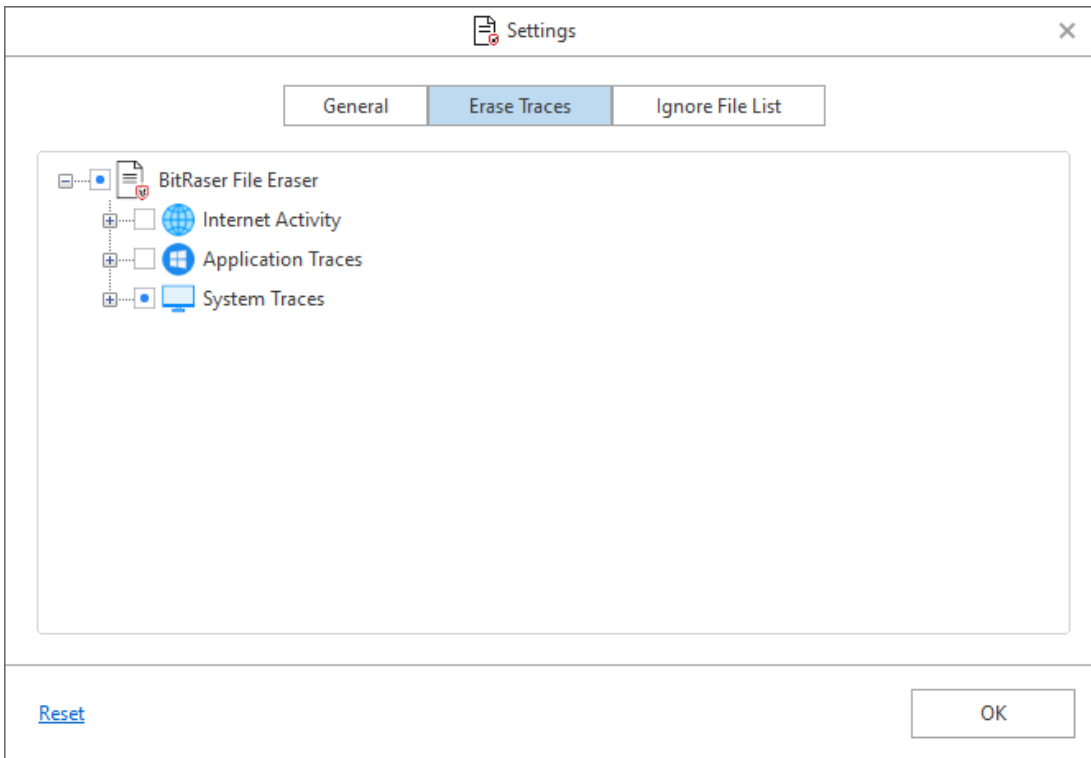 Settings
General Erase Traces Ignore File List
BitRaser File Eraser
Internet Activity
Application Traces
System Traces
Reset OK